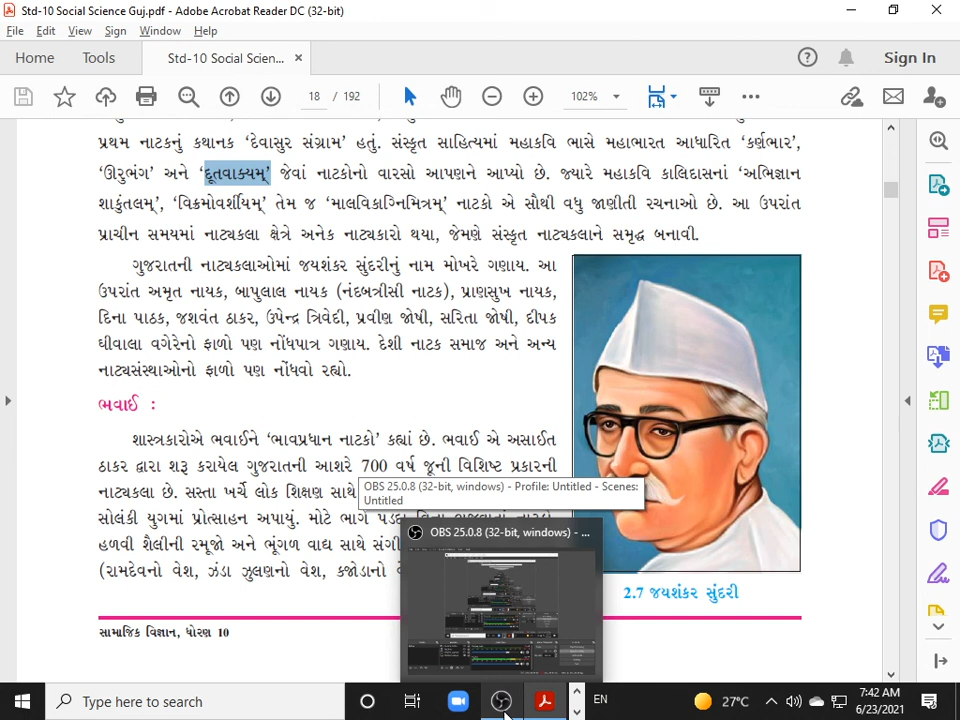 Std-10 Social Science Guj.pdf - Adobe Acrobat Reader DC (32-bit)
File Edit View Sign Window Help
Home Tools Std-10 Social Scien... × Sign In
18 / 192 102%
પ્રથમ નાટકનું કથાનક ‘દેવાસુર સંગ્રામ’ હતું. સંસ્કૃત સાહિત્યમાં મહાકવિ ભાસે મહાભારત આધારિત ‘કર્ણભાર’,
‘ઊરુભંગ’ અને ‘દૂતવાક્યમ્’ જેવાં નાટકોનો વારસો આપણને આપ્યો છે. જ્યારે મહાકવિ કાલિદાસનાં ‘અભિજ્ઞાન
શાકુંતલમ્’, ‘વિક્રમોવર્શીયમ્’ તેમ જ ‘માલવિકાગ્નિમિત્રમ્’ નાટકો એ સૌથી વધુ જાણીતી રચનાઓ છે. આ ઉપરાંત
પ્રાચીન સમયમાં નાટ્યકલા ક્ષેત્રે અનેક નાટ્યકારો થયા, જેમણે સંસ્કૃત નાટ્યકલાને સમૃદ્ધ બનાવી.
ગુજરાતની નાટ્યકલાઓમાં જયશંકર સુંદરીનું નામ મોખરે ગણાય. આ
ઉપરાંત અમૃત નાયક, બાપુલાલ નાયક (નંદબત્રીસી નાટક), પ્રાણસુખ નાયક,
દિના પાઠક, જશવંત ઠાકર, ઉપેન્દ્ર ત્રિવેદી, પ્રવીણ જોષી, સરિતા જોષી, દીપક
ઘીવાલા વગેરેનો ફાળો પણ નોંધપાત્ર ગણાય. દેશી નાટક સમાજ અને અન્ય
નાટ્યસંસ્થાઓનો ફાળો પણ નોંધવો રહ્યો.
ભવાઈ :
શાસ્ત્રકારોએ ભવાઈને ‘ભાવપ્રધાન નાટકો’ કહ્યાં છે. ભવાઈ એ અસાઈત
ઠાકર દ્વારા શરૂ કરાયેલ ગુજરાતની આશરે 700 વર્ષ જૂની વિશિષ્ટ પ્રકારની
નાટ્યકલા છે. સસ્તા ખર્ચે લોક શિક્ષણ સાથે
સોલંકી યુગમાં પ્રોત્સાહન અપાયું. મોટે ભાગે
હળવી શૈલીની રમૂજો અને ભૂંગળ વાદ્ય સાથે
(રામદેવનો વેશ, ઝંડા ઝુલણનો વેશ, કજોડાનો
OBS 25.0.8 (32-bit, windows) - Profile: Untitled - Scenes:
Untitled
OBS 25.0.8 (32-bit, windows) - ...
2.7 જયશંકર સુંદરી
સામાજિક વિજ્ઞાન, ધોરણ 10
Type here to search
EN
27°C
7:42 AM
6/23/2021